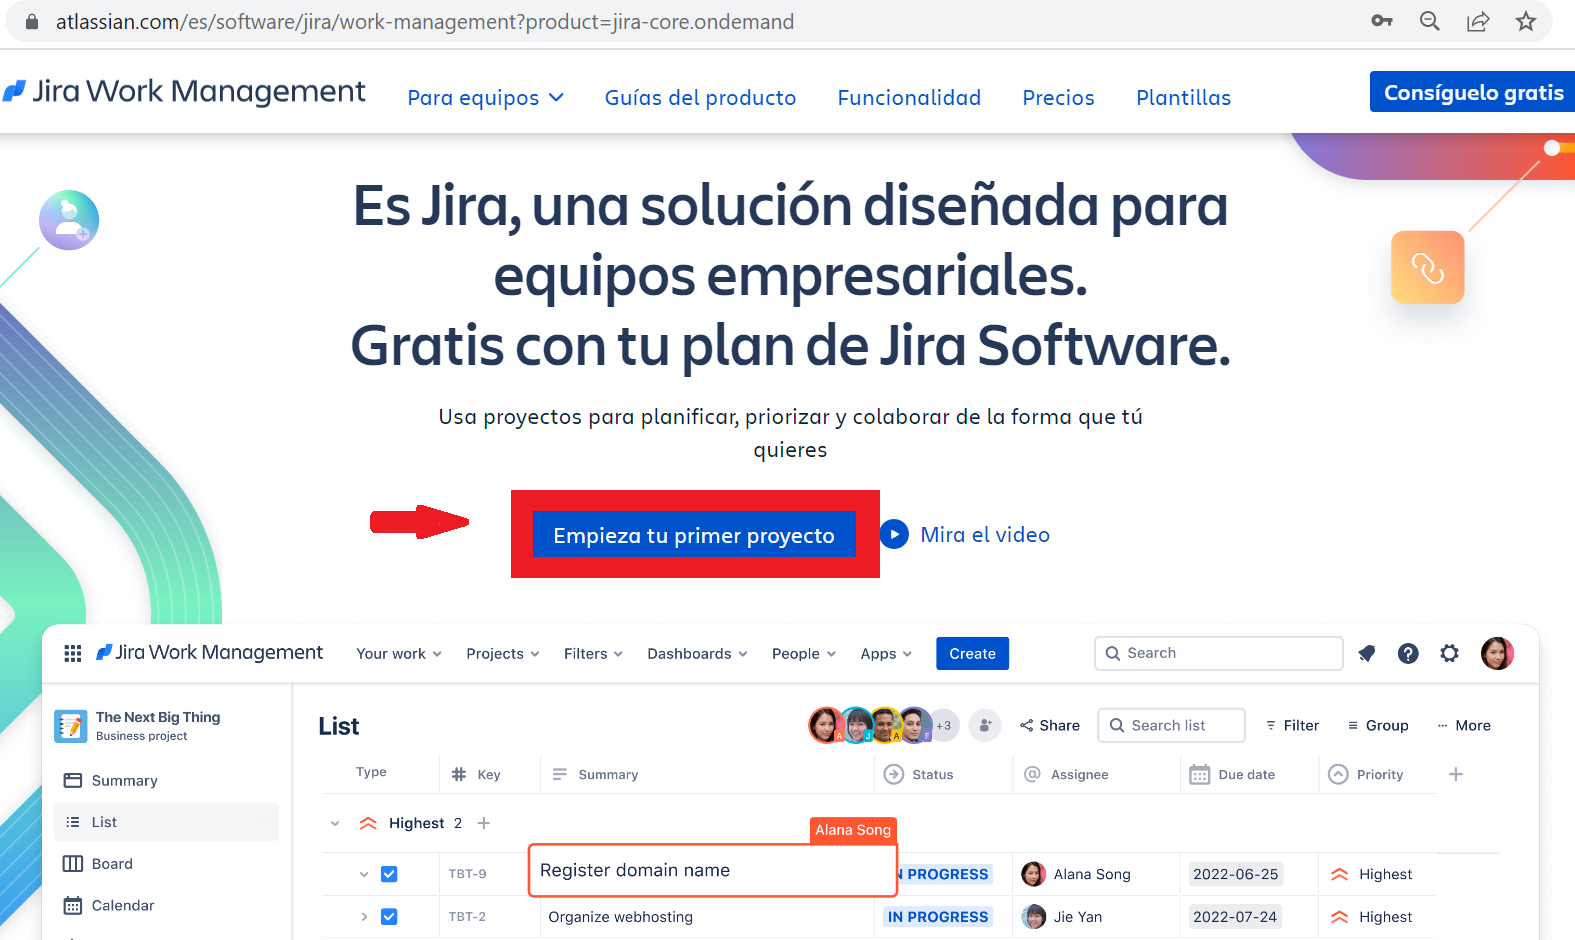 atlassian.com/es/software/jira/work-management?product=jira-core.ondemand
Jira Work Management
Para equipos
Guías del producto
Funcionalidad
Precios
Plantillas
Consíguelo gratis
Es Jira, una solución diseñada para
equipos empresariales.
Gratis con tu plan de Jira Software.
Usa proyectos para planificar, priorizar y colaborar de la forma que tú
quieres
Empieza tu primer proyecto
Mira el video
Jira Work Management
Your work
Projects
Filters
Dashboards
People
Apps
Create
Search
The Next Big Thing
Business project
Summary
List
Board
Calendar
List
A
J
A
F
+3
Share
Search list
Filter
Group
More
Type
Key
Summary
Status
Assignee
Due date
Priority
Highest 2
Alana Song
TBT-9
Register domain name
N PROGRESS
Alana Song
2022-06-25
Highest
TBT-2
Organize webhosting
IN PROGRESS
Jie Yan
2022-07-24
Highest